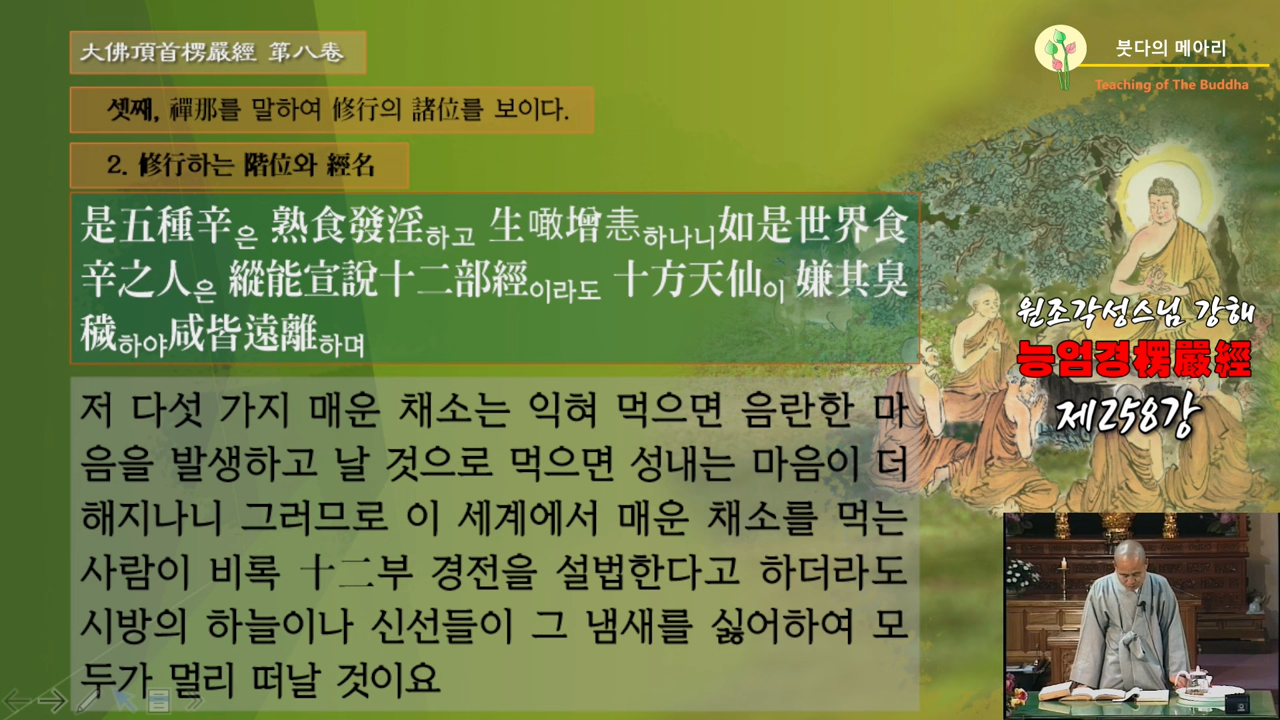 大佛頂首楞嚴經 第八卷
셋째, 禪那를 말하여 修行의 諸位를 보이다.
2. 修行하는 階位와 經名
是五種辛은 熟食發淫하고 生噉增恚하나니如是世界食
辛之人은 縱能宣說十二部經이라도 十方天仙이 嫌其臭
穢하야咸皆遠離하며
저 다섯 가지 매운 채소는 익혀 먹으면 음란한 마
음을 발생하고 날 것으로 먹으면 성내는 마음이 더
해지나니 그러므로 이 세계에서 매운 채소를 먹는
사람이 비록 十二부 경전을 설법한다고 하더라도
시방의 하늘이나 신선들이 그 냄새를 싫어하여 모
두가 멀리 떠날 것이요
붓다의 메아리
Teaching of The Buddha
원조각성스님 강해
능엄경楞嚴經
제258강